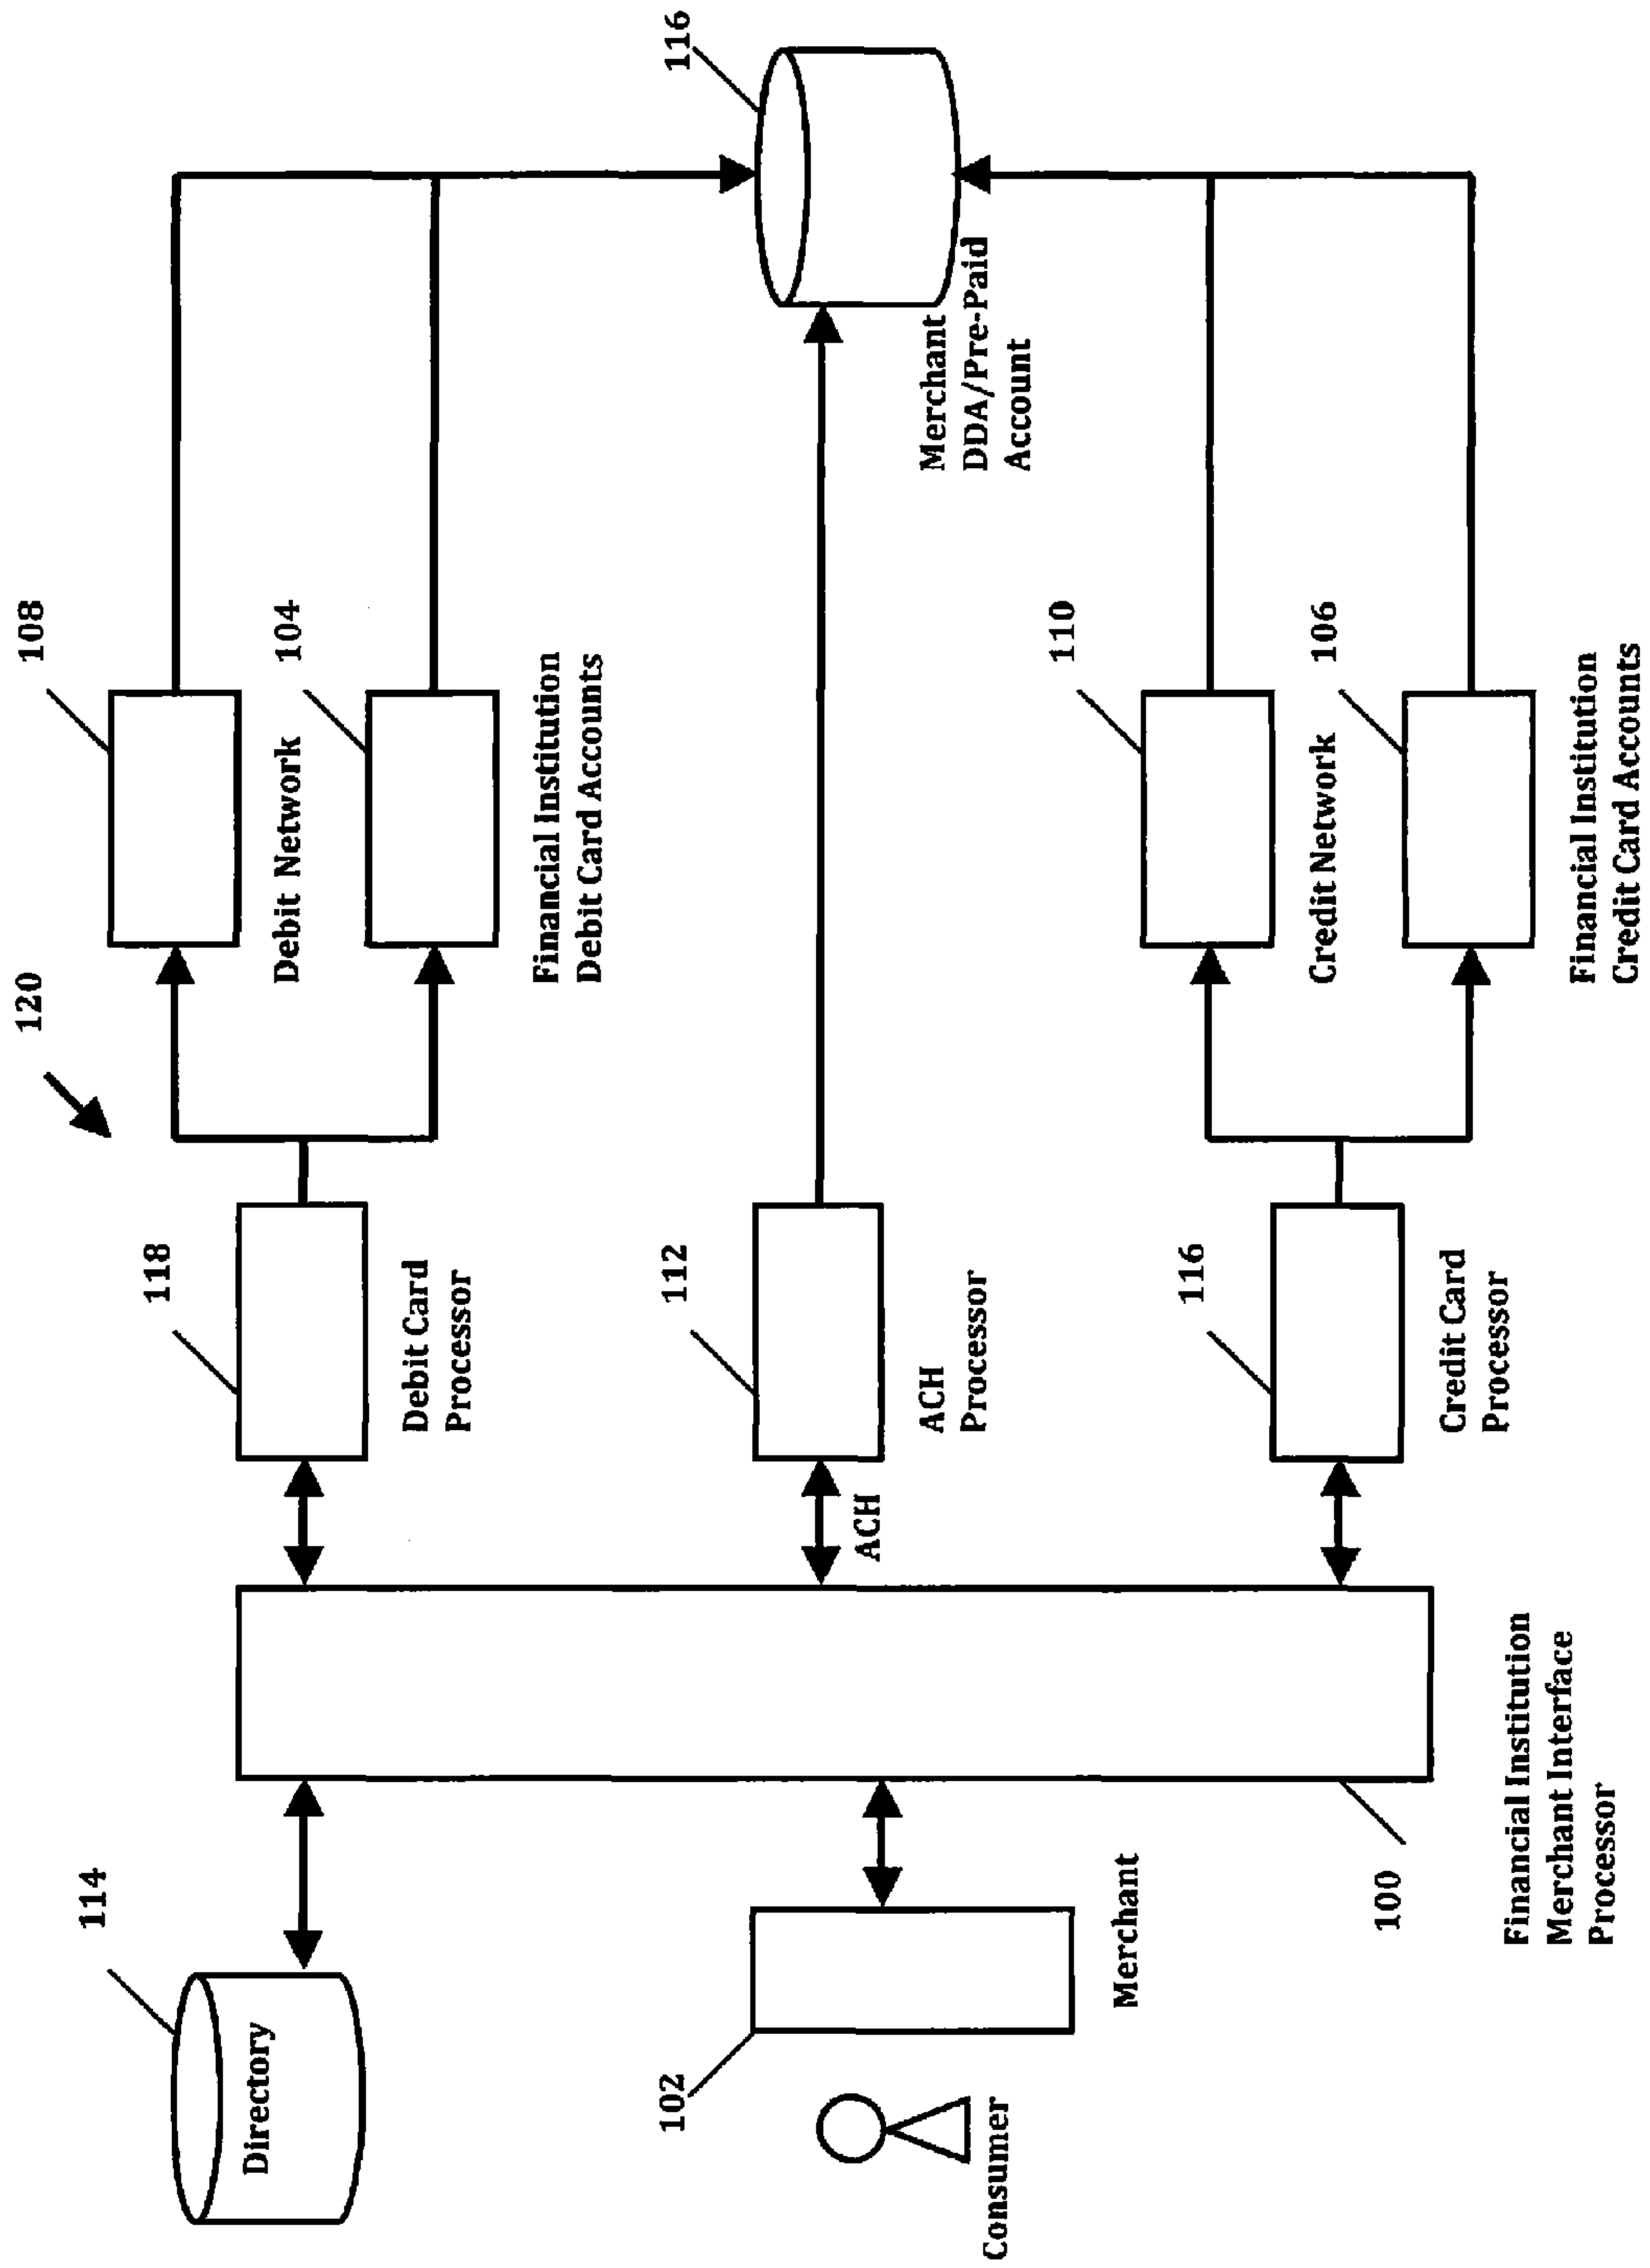 120
114
Directory
102
Consumer
Merchant
100
Financial Institution
Merchant Interface
Processor
118
Debit Card
Processor
ACH
112
ACH
Processor
116
Credit Card
Processor
108
Debit Network
104
Financial Institution
Debit Card Accounts
110
Credit Network
106
Financial Institution
Credit Card Accounts
116
Merchant
DDA/Pre-Paid
Account